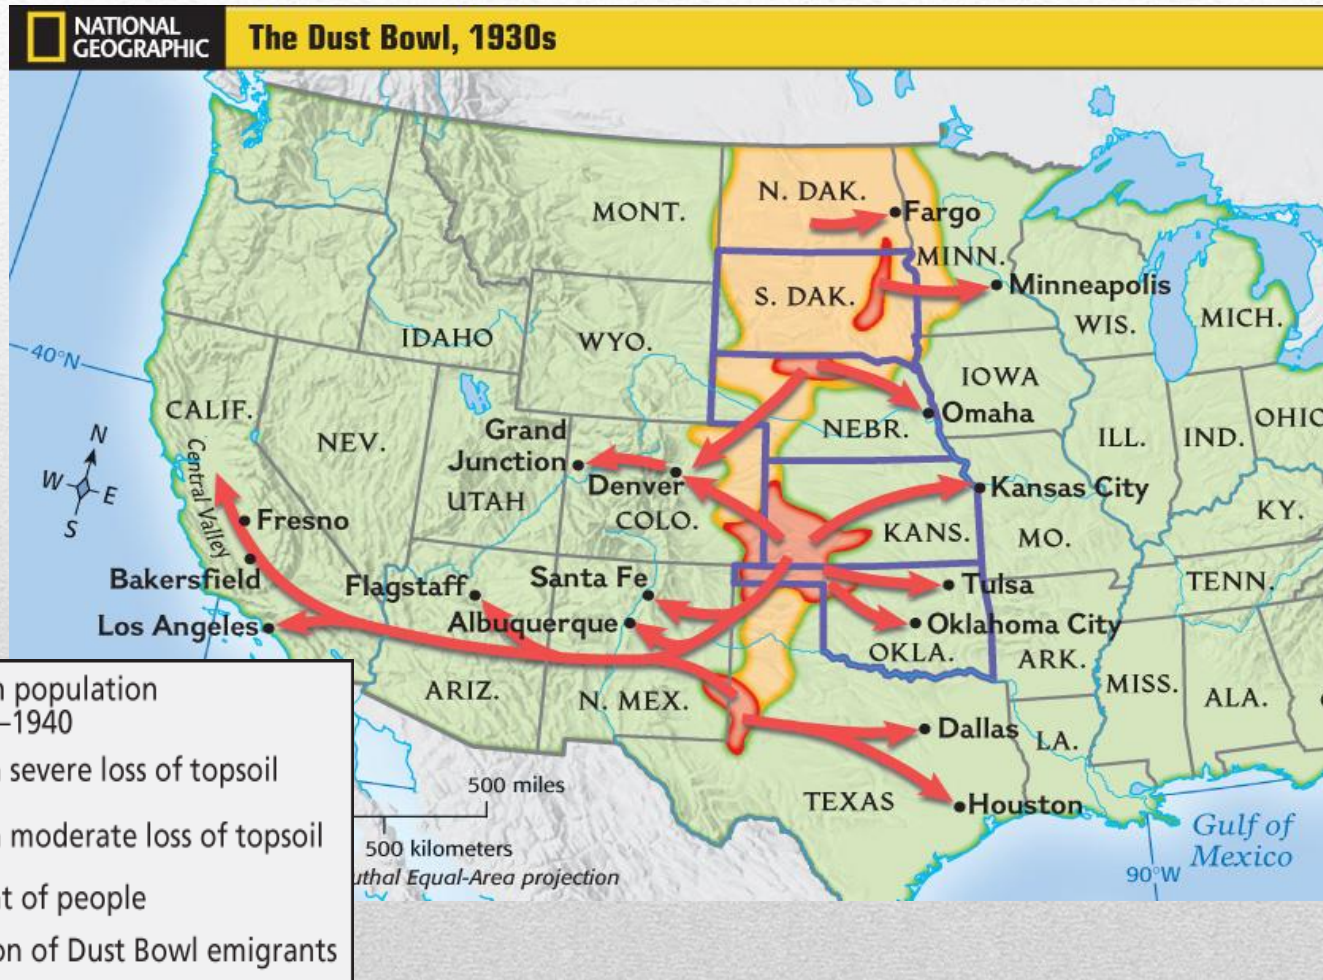 NATIONAL
GEOGRAPHIC
The Dust Bowl, 1930s
N. DAK.
MONT.
Fargo
MINN.
Minneapolis
S. DAK.
WIS.
MICH.
IDAHO
WYO.
40°N
IOWA
CALIF.
Omaha
OHIO
N
W E
S
NEV.
Grand
Junction
NEBR.
ILL.
IND.
Central Valley
UTAH
Denver
Kansas City
COLO.
KY.
Fresno
KANS.
MO.
Bakersfield
Flagstaff
Santa Fe
Tulsa
TENN.
Los Angeles
Albuquerque
Oklahoma City
OKLA.
ARK.
ARIZ.
N. MEX.
MISS.
ALA.
Dallas
LA.
TEXAS
Houston
Gulf of
Mexico
90°W
500 miles
500 kilometers
uthal Equal-Area projection
n population
–1940
severe loss of topsoil
moderate loss of topsoil
t of people
on of Dust Bowl emigrants